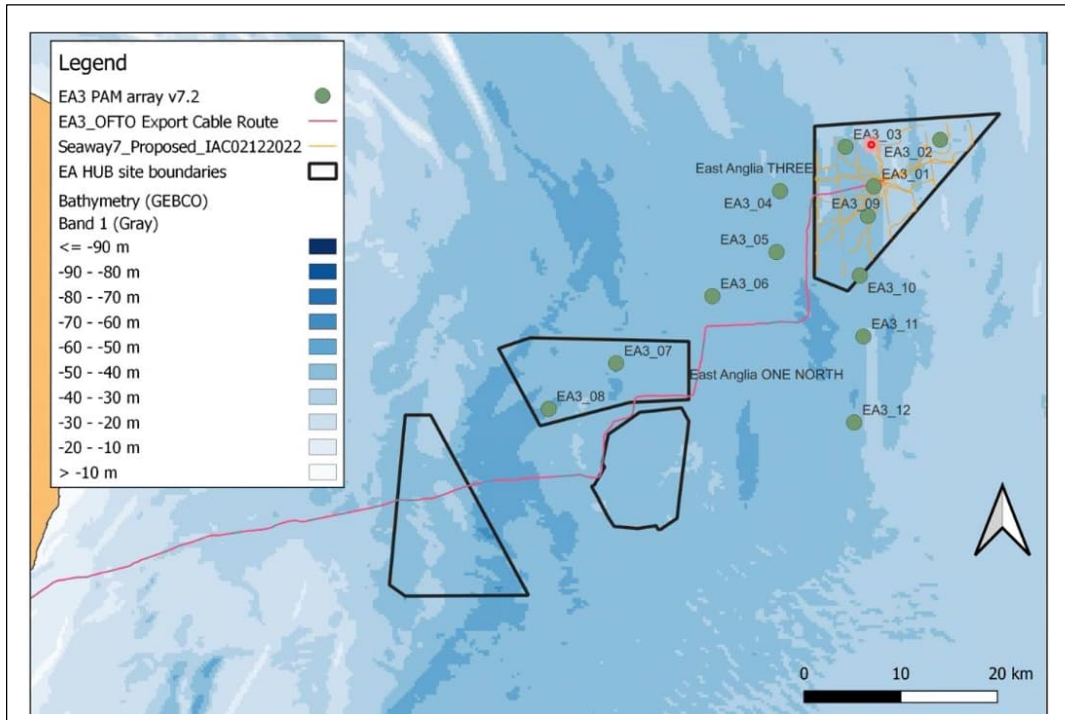 Legend
EA3 PAM array v7.2
EA3_OFTO Export Cable Route
Seaway7_Proposed_IAC02122022
EA HUB site boundaries
Bathymetry (GEBCO)
Band 1 (Gray)
<= -90 m
-90 - -80 m
-80 - -70 m
-70 - -60 m
-60 - -50 m
-50 - -40 m
-40 - -30 m
-30 - -20 m
-20 - -10 m
> -10 m
EA3_03
EA3_02
East Anglia THREE
EA3_01
EA3_04
EA3_09
EA3_05
EA3_10
EA3_06
EA3_11
EA3_07
East Anglia ONE NORTH
EA3_08
EA3_12
0 10 20 km